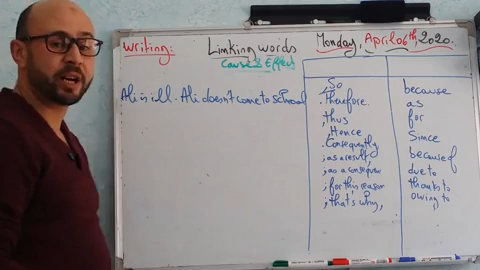 Writing: Linking words Monday, April 06th, 2020.
Cause & Effect
Ali is ill. Ali doesn't come to school
, So
. therefore.
, thus
, Hence
. Consequently
; as a result,
; as a consequen
; for this reason
; that's why,
because
as
for
Since
because of
due to
thanks to
owing to